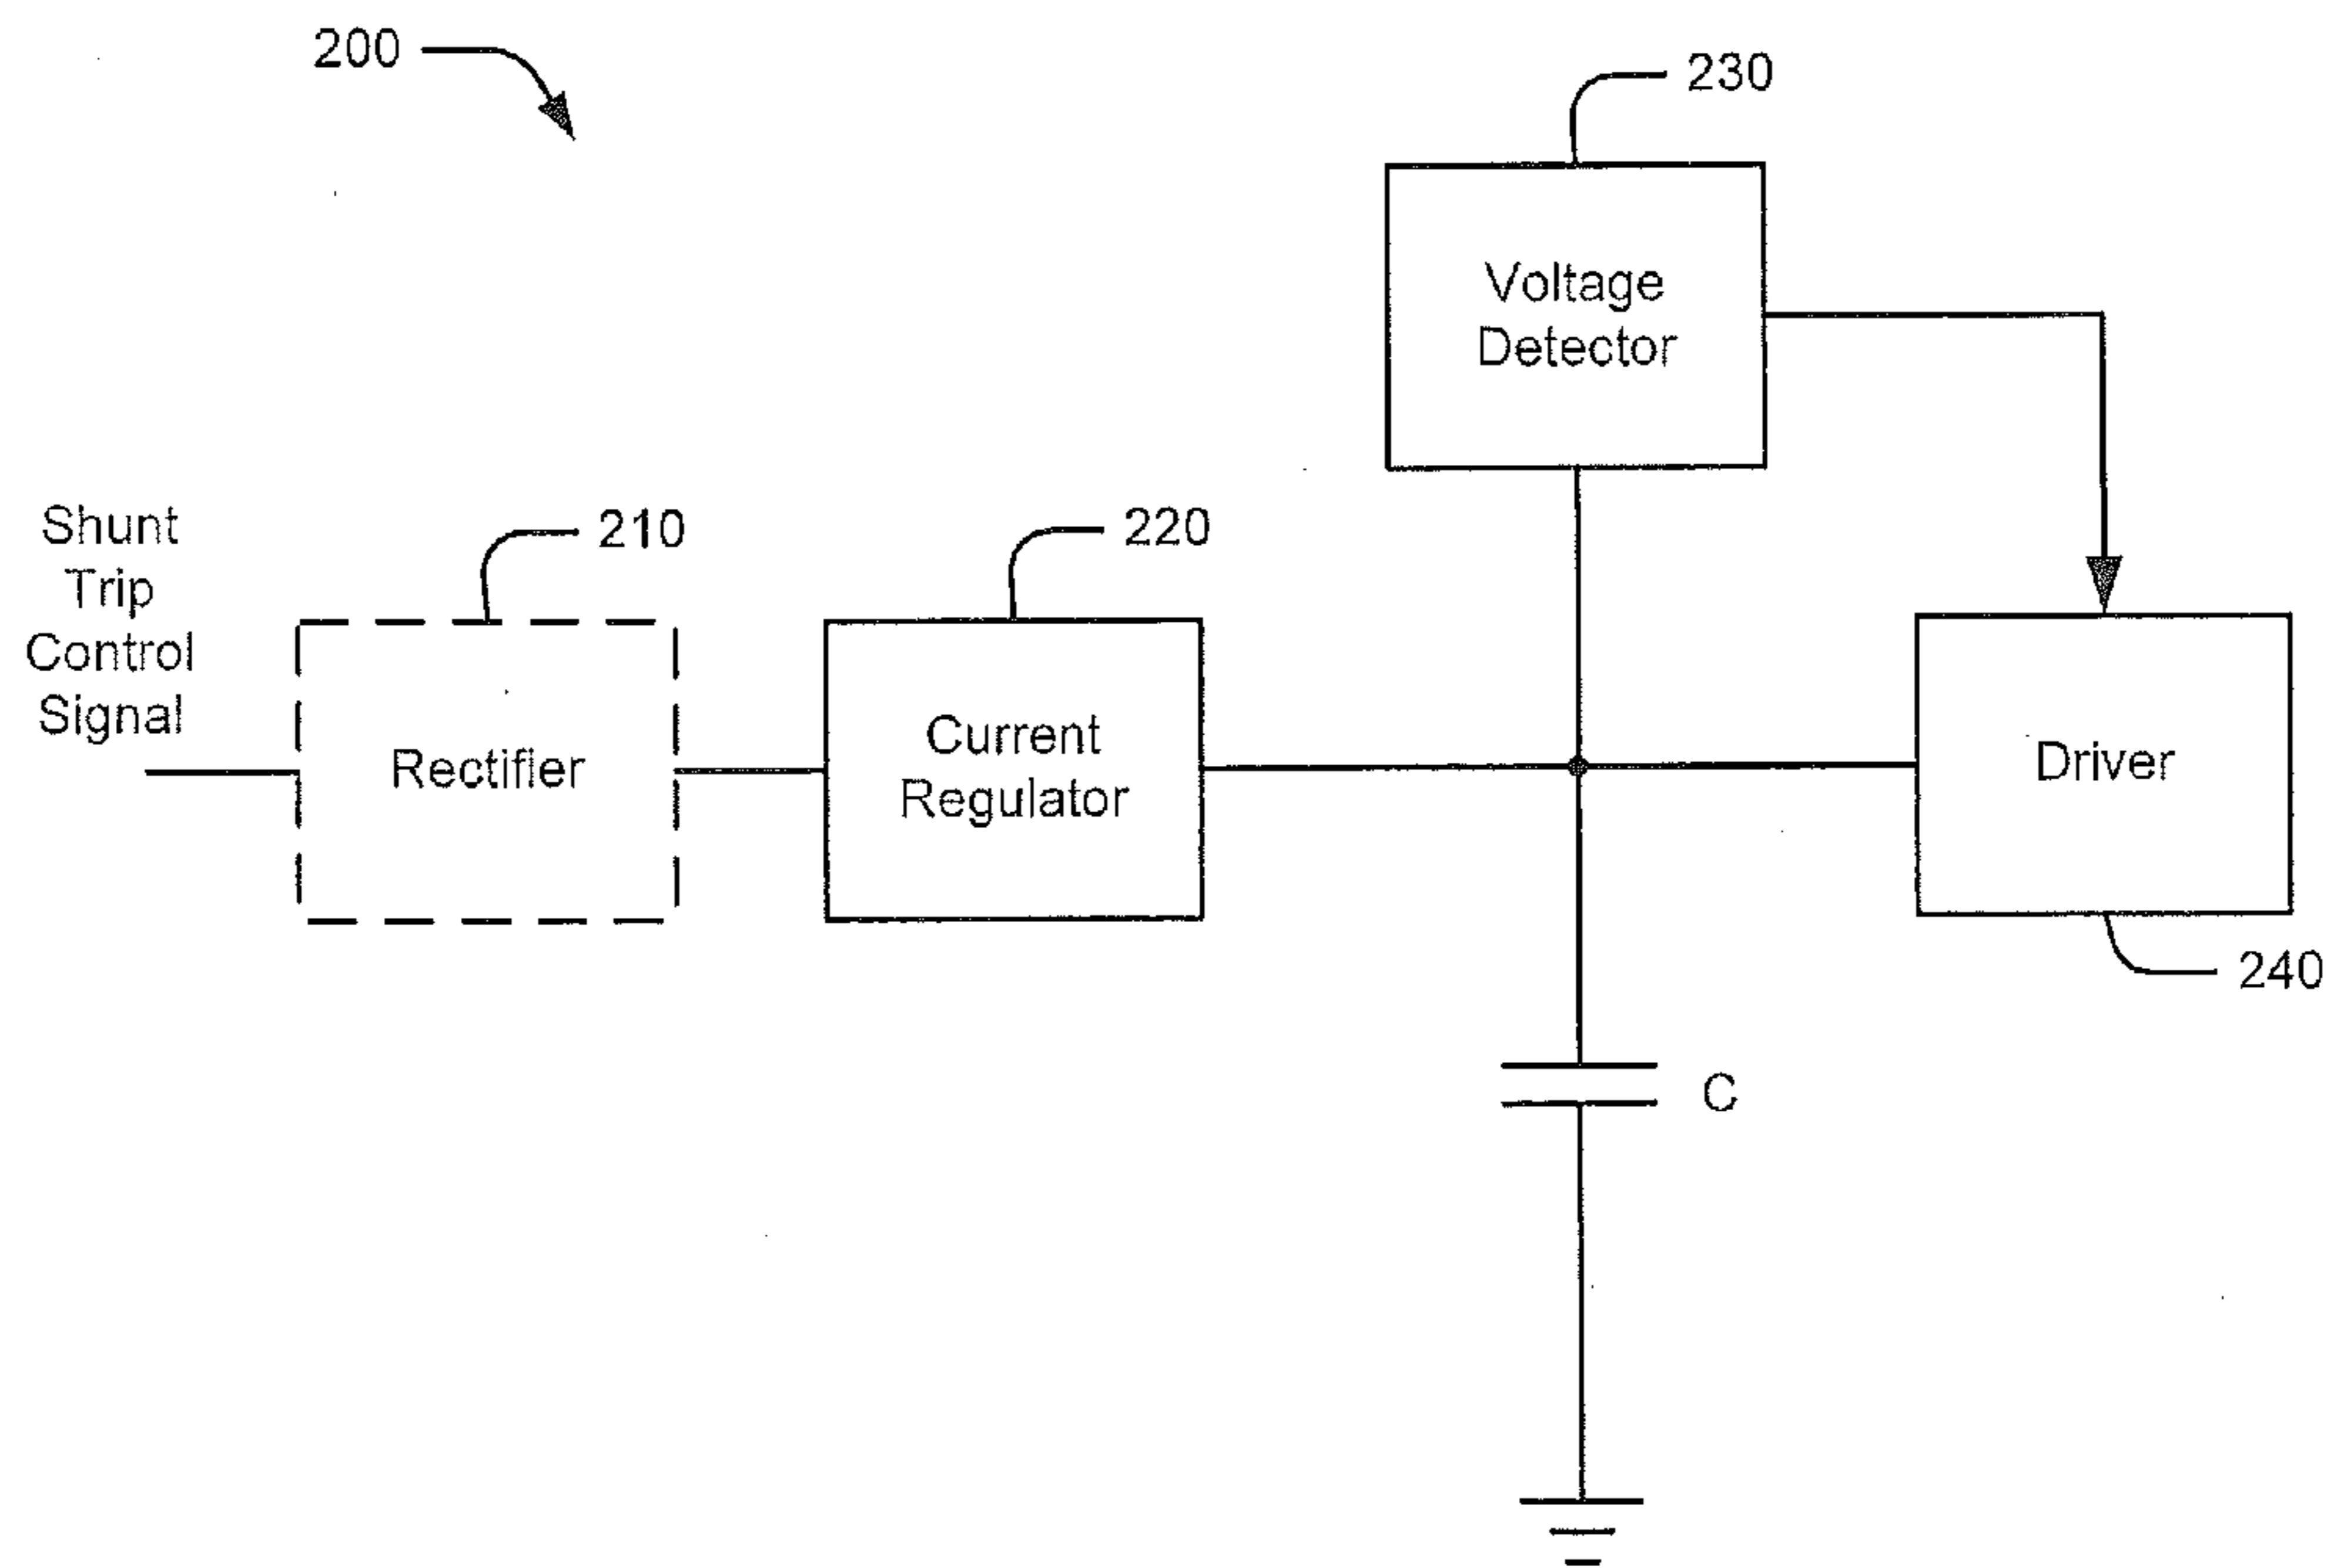 200
230
Voltage
Detector
Shunt
Trip
Control
Signal
210
220
Rectifier
Current
Regulator
Driver
240
C